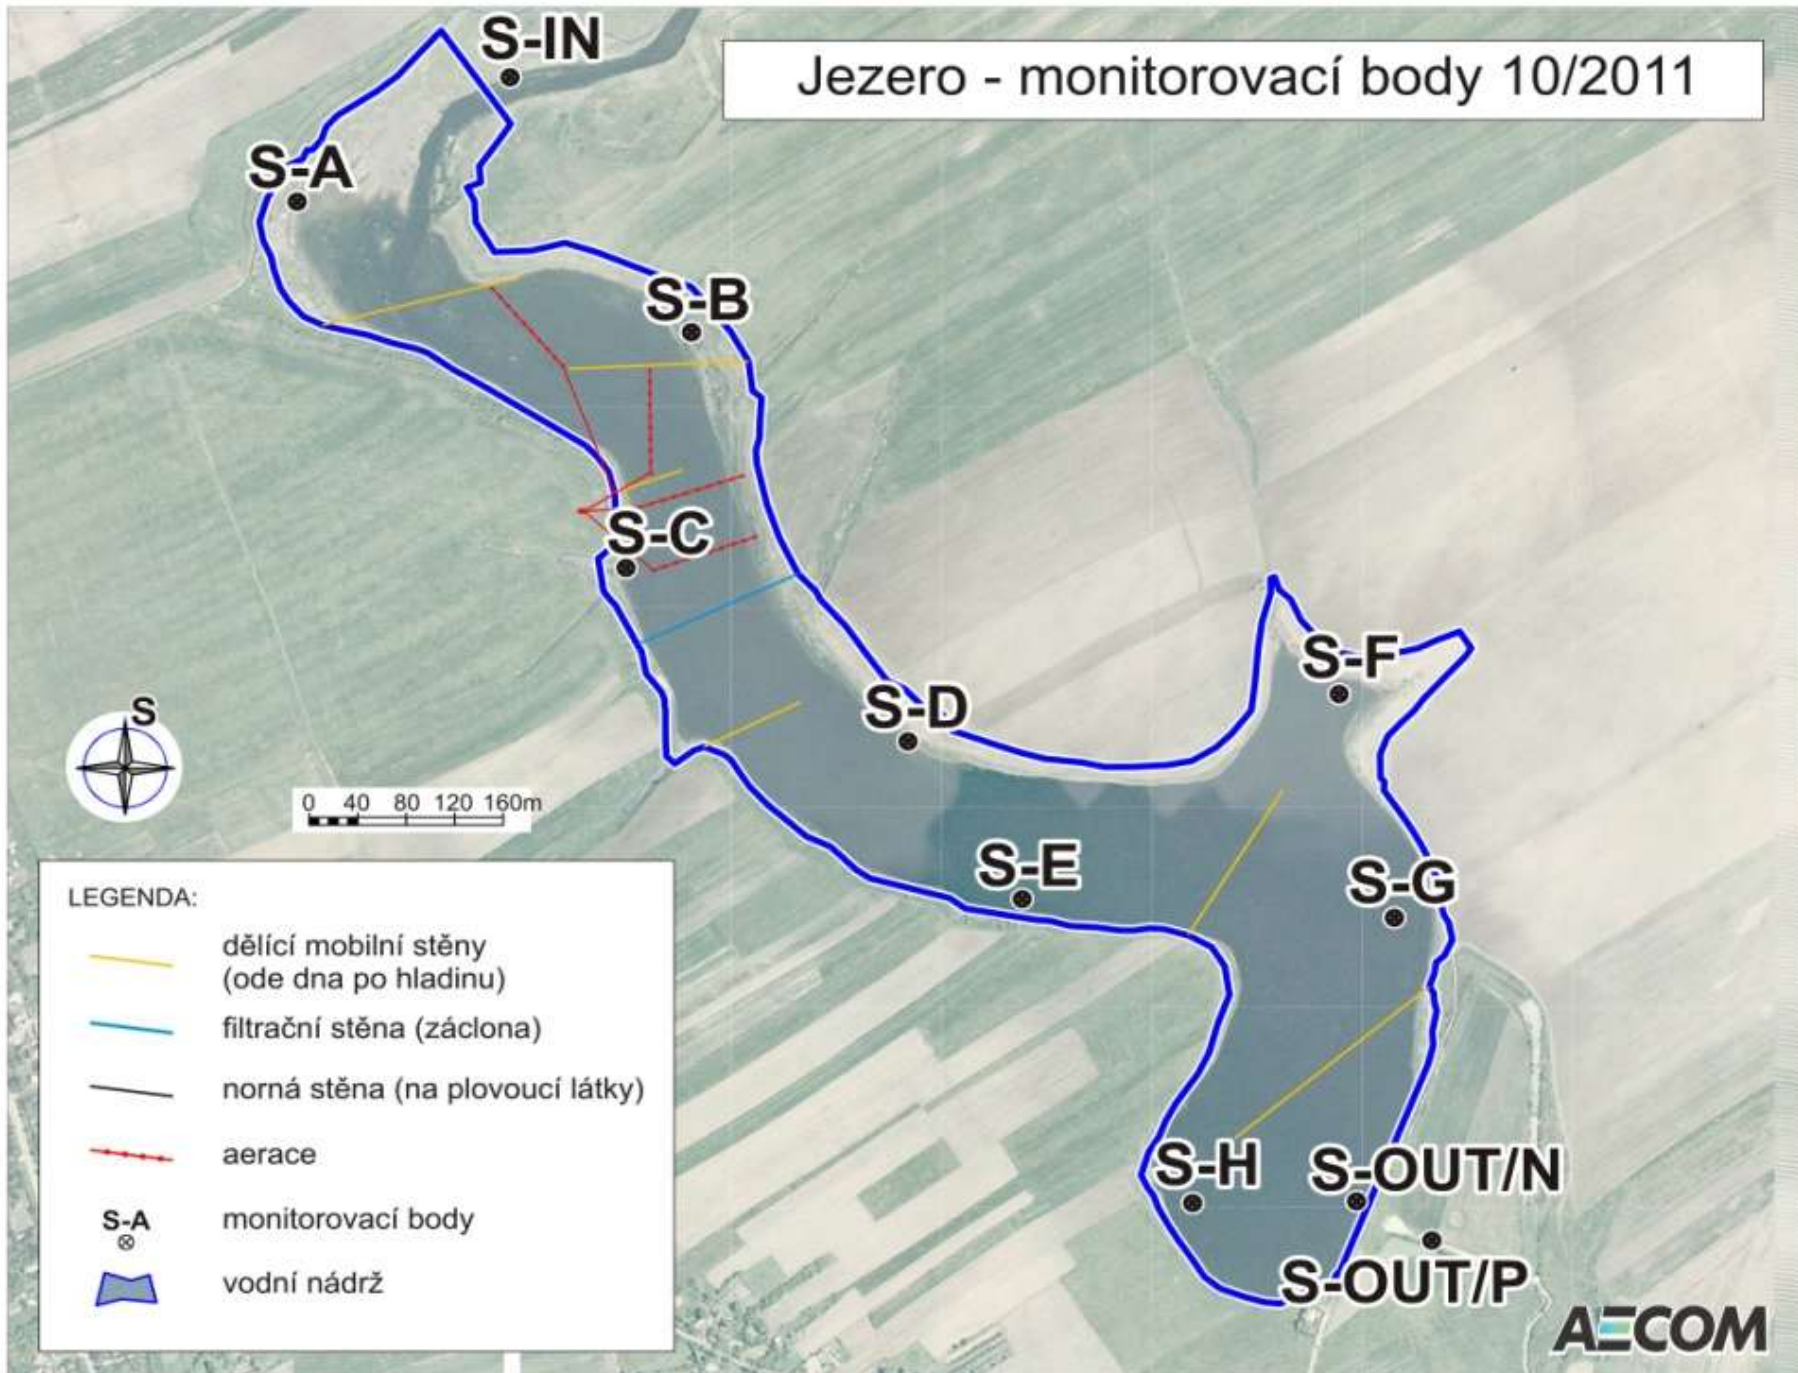 S-IN
Jezero - monitorovací body 10/2011
S-A
S-B
S-C
S-F
S-D
S
0 40 80 120 160m
S-E
S-G
LEGENDA:
dělící mobilní stěny
(ode dna po hladinu)
filtrační stěna (záclona)
norná stěna (na plovoucí látky)
aerace
S-A
monitorovací body
vodní nádrž
S-H
S-OUT/N
S-OUT/P
AECOM